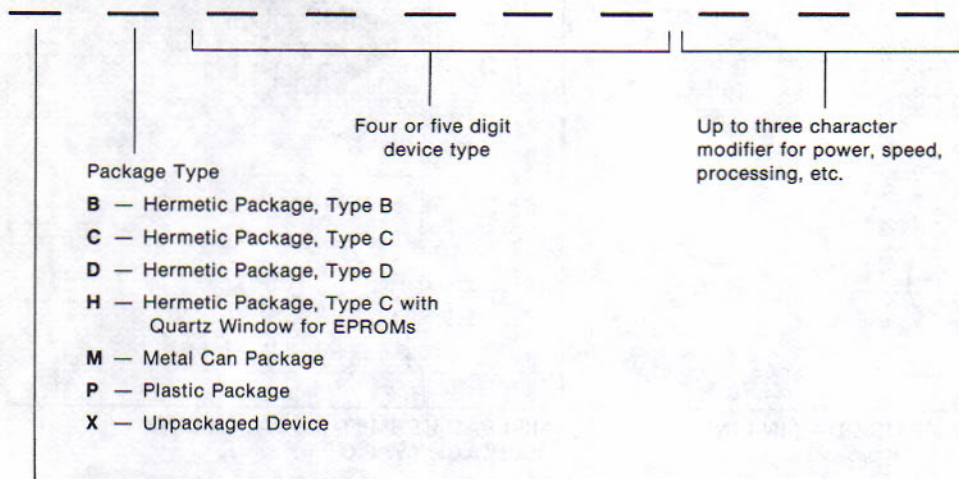 Four or five digit
device type
Up to three character
modifier for power, speed,
processing, etc.
Package Type
B — Hermetic Package, Type B
C — Hermetic Package, Type C
D — Hermetic Package, Type D
H — Hermetic Package, Type C with
Quartz Window for EPROMs
M — Metal Can Package
P — Plastic Package
X — Unpackaged Device